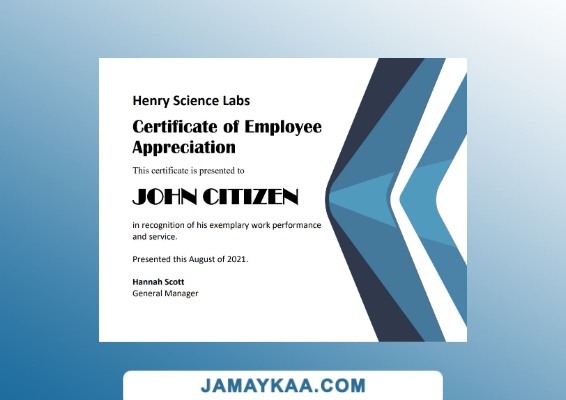 Henry Science Labs
Certificate of Employee
Appreciation
This certificate is presented to
JOHN CITIZEN
in recognition of his exemplary work performance
and service.
Presented this August of 2021.
Hannah Scott
General Manager
JAMAYKAA.COM